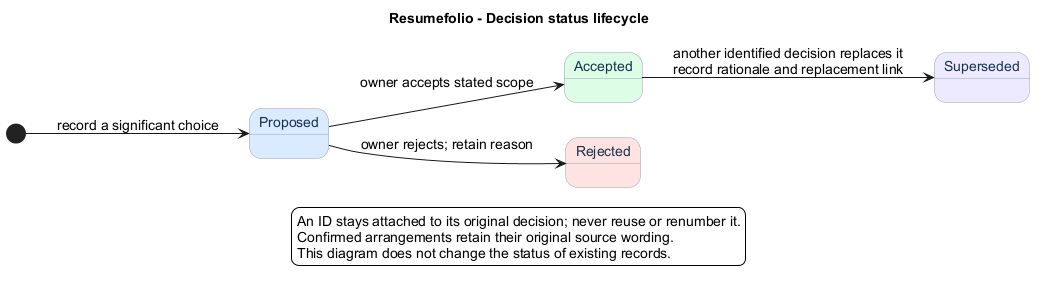 Resumefolio - Decision status lifecycle
another identified decision replaces it
record rationale and replacement link
Accepted
Superseded
owner accepts stated scope
Proposed
record a significant choice
owner rejects; retain reason
Rejected
An ID stays attached to its original decision; never reuse or renumber it.
Confirmed arrangements retain their original source wording.
This diagram does not change the status of existing records.